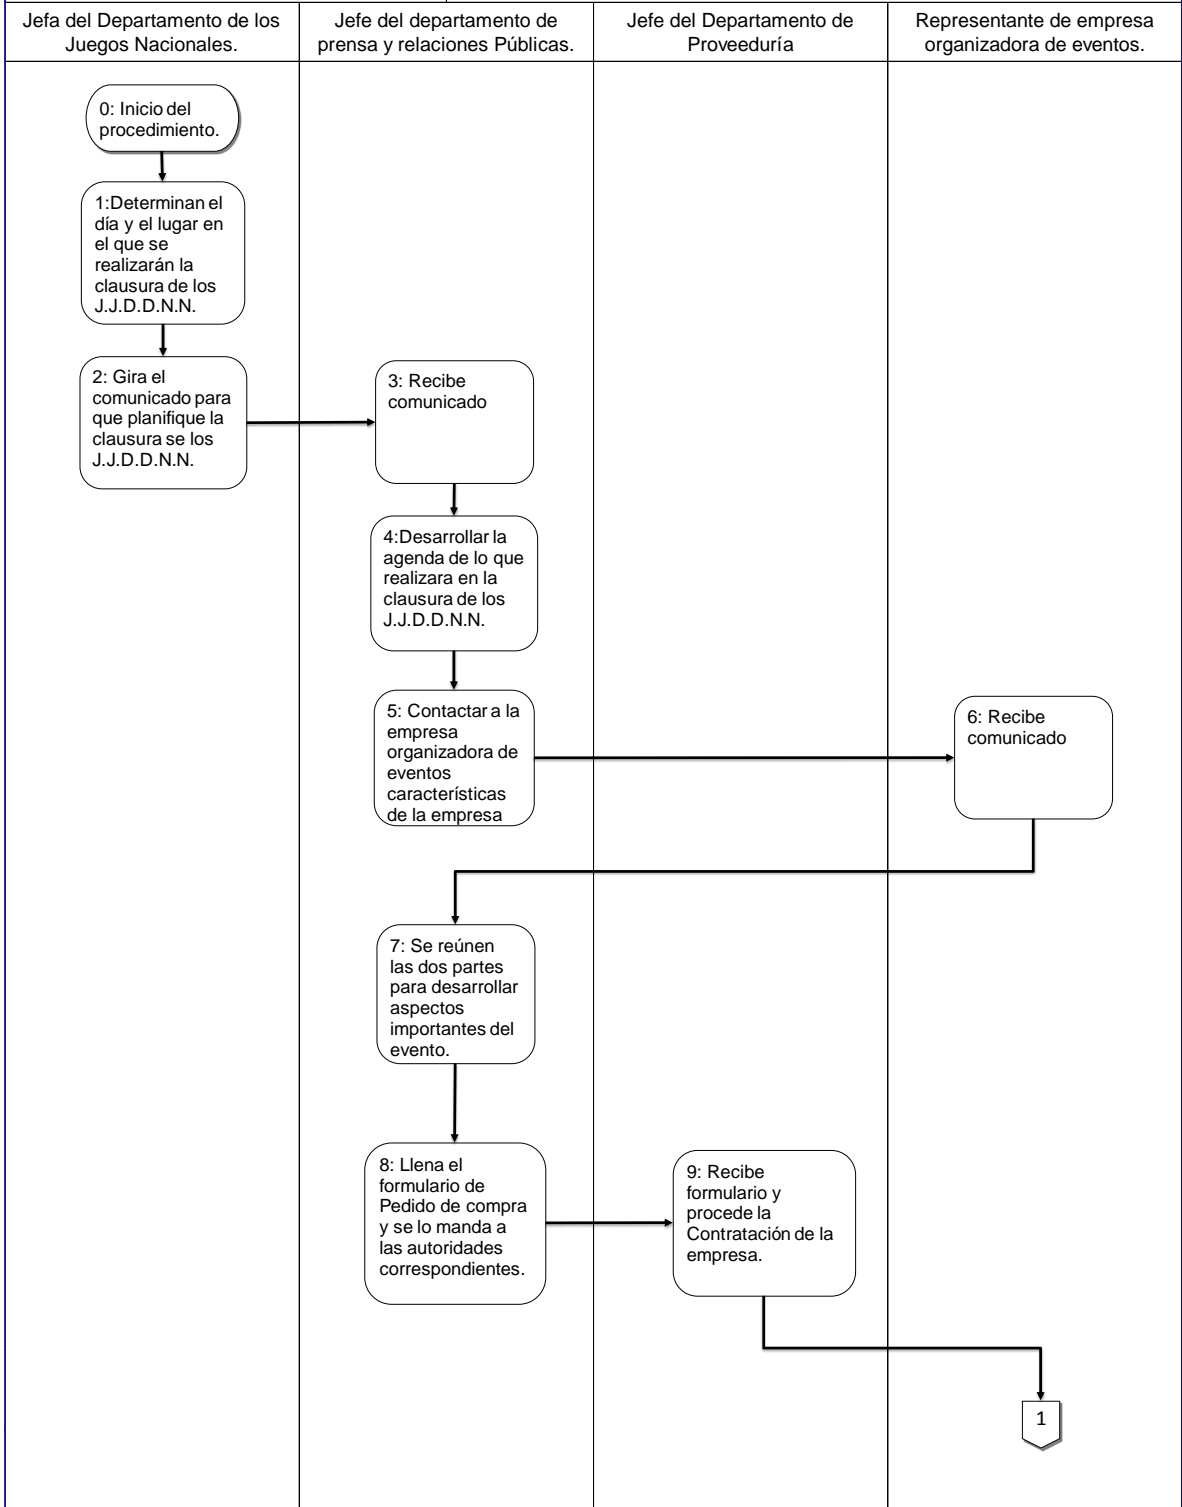 Jefa del Departamento de los
Juegos Nacionales.
Jefe del departamento de
prensa y relaciones Públicas.
Jefe del Departamento de
Proveeduría
Representante de empresa
organizadora de eventos.
0: Inicio del
procedimiento.
1:Determinan el
día y el lugar en
el que se
realizarán la
clausura de los
J.J.D.D.N.N.
2: Gira el
comunicado para
que planifique la
clausura se los
J.J.D.D.N.N.
3: Recibe
comunicado
4:Desarrollar la
agenda de lo que
realizara en la
clausura de los
J.J.D.D.N.N.
5: Contactar a la
empresa
organizadora de
eventos
características
de la empresa
6: Recibe
comunicado
7: Se reúnen
las dos partes
para desarrollar
aspectos
importantes del
evento.
8: Llena el
formulario de
Pedido de compra
y se lo manda a
las autoridades
correspondientes.
9: Recibe
formulario y
procede la
Contratación de la
empresa.
1